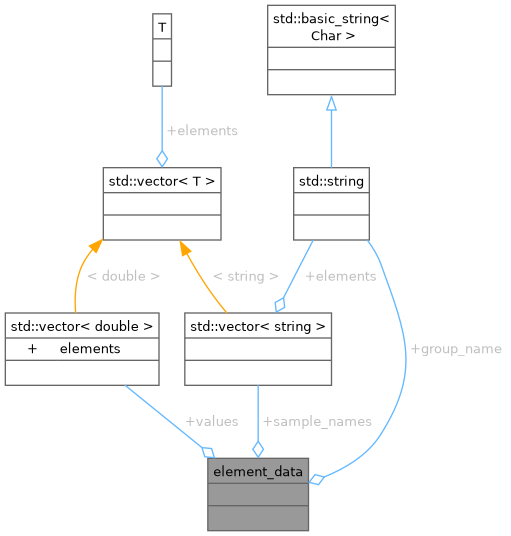 T
std::basic_string<
Char >
+elements
std::vector< T >
std::string
< double >
< string >
+elements
std::vector< double >
+ elements
std::vector< string >
+group_name
+values
+sample_names
element_data